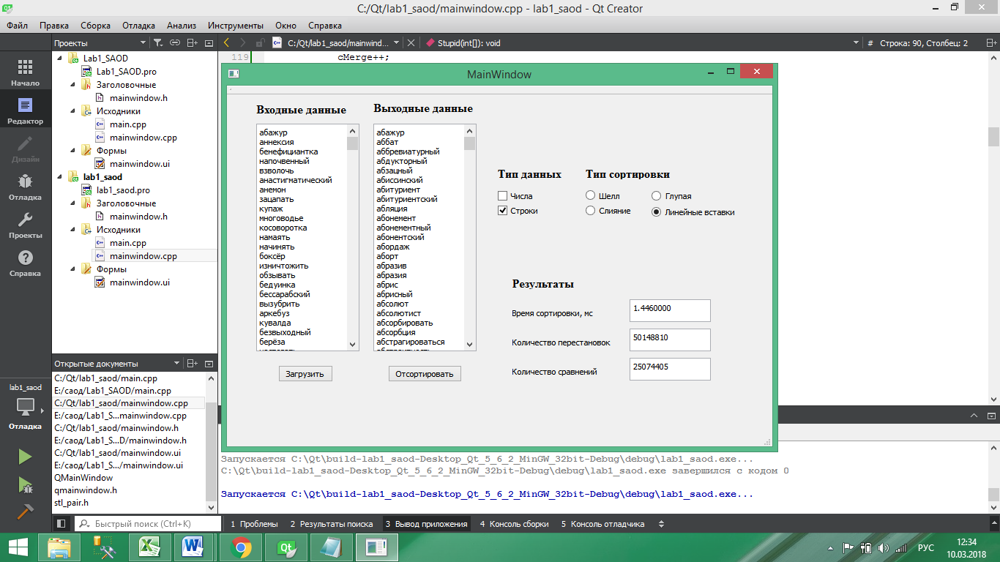 C:/Qt/lab1_saod/mainwindow.cpp - lab1_saod - Qt Creator
Файл Правка Сборка Отладка Анализ Инструменты Окно Справка
Проекты
C:/Qt/lab1_saod/mainwind...
Stupid(int[]): void
# Строка: 90, Столбец: 2
119 cMerge++;
Начало
Редактор
Дизайн
Отладка
Проекты
Справка
lab1_saod
Отладка
Lab1_SAOD
Lab1_SAOD.pro
Заголовочные
mainwindow.h
Исходники
main.cpp
mainwindow.cpp
Формы
mainwindow.ui
lab1_saod
lab1_saod.pro
Заголовочные
mainwindow.h
Исходники
main.cpp
mainwindow.cpp
Формы
mainwindow.ui
Открытые документы
C:/Qt/lab1_saod/main.cpp
E:/саод/Lab1_SAOD/main.cpp
C:/Qt/lab1_saod/mainwindow.cpp
E:/саод/Lab1_S...mainwindow.cpp
C:/Qt/lab1_saod/mainwindow.h
E:/саод/Lab1_S...D/mainwindow.h
C:/Qt/lab1_saod/mainwindow.ui
E:/саод/Lab1_S.../mainwindow.ui
QMainWindow
qmainwindow.h
stl_pair.h
MainWindow
Входные данные
абажур
аннексия
бенефициантка
напочвенный
взволочь
анастигматический
анемон
зацапать
купаж
многоводье
косоворотка
намаять
начинять
боксёр
изничтожить
обзывать
бедуинка
бессарабский
вызубрить
аркебуз
кувалда
безвыходный
берёза
Загрузить
Выходные данные
абажур
аббат
аббревиатурный
абдукторный
абзацный
абиссинский
абитуриент
абитуриентский
абляция
абонемент
абонементный
абонентский
абордаж
аборт
абразив
абразия
абрис
абрисный
абсолют
абсолютист
абсорбировать
абсорбция
абстрагироваться
Отсортировать
Тип данных
Числа
Строки
Тип сортировки
Шелл Глупая
Слияние Линейные вставки
Результаты
Время сортировки, мс 1.4460000
Количество перестановок 50148810
Количество сравнений 25074405
Запускается C:\Qt\build-lab1_saod-Desktop_Qt_5_6_2_MinGW_32bit-Debug\debug\lab1_saod.exe...
C:\Qt\build-lab1_saod-Desktop_Qt_5_6_2_MinGW_32bit-Debug\debug\lab1_saod.exe завершился с кодом 0
Запускается C:\Qt\build-lab1_saod-Desktop_Qt_5_6_2_MinGW_32bit-Debug\debug\lab1_saod.exe...
Быстрый поиск (Ctrl+K)
1 Проблемы 2 Результаты поиска 3 Вывод приложения 4 Консоль сборки 5 Консоль отладчика
РУС
12:34
10.03.2018